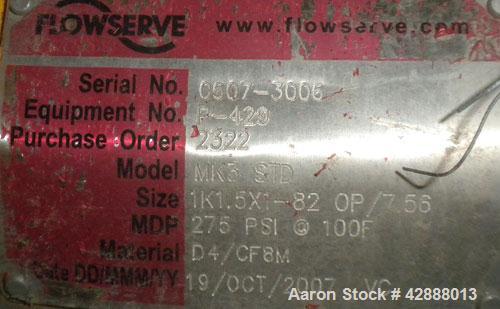 FLOWSERVE www.flowserve.com
Serial No. 0607-3006
Equipment No. P-429
Purchase Order 2322
Model MK3 STD
Size 1K1.5X1-82 OP/7.56
MDP 275 PSI @ 100F
Material D4/CF8M
Date DD/MMM/YY 19/OCT/2007 VC
Aaron Stock # 42888013